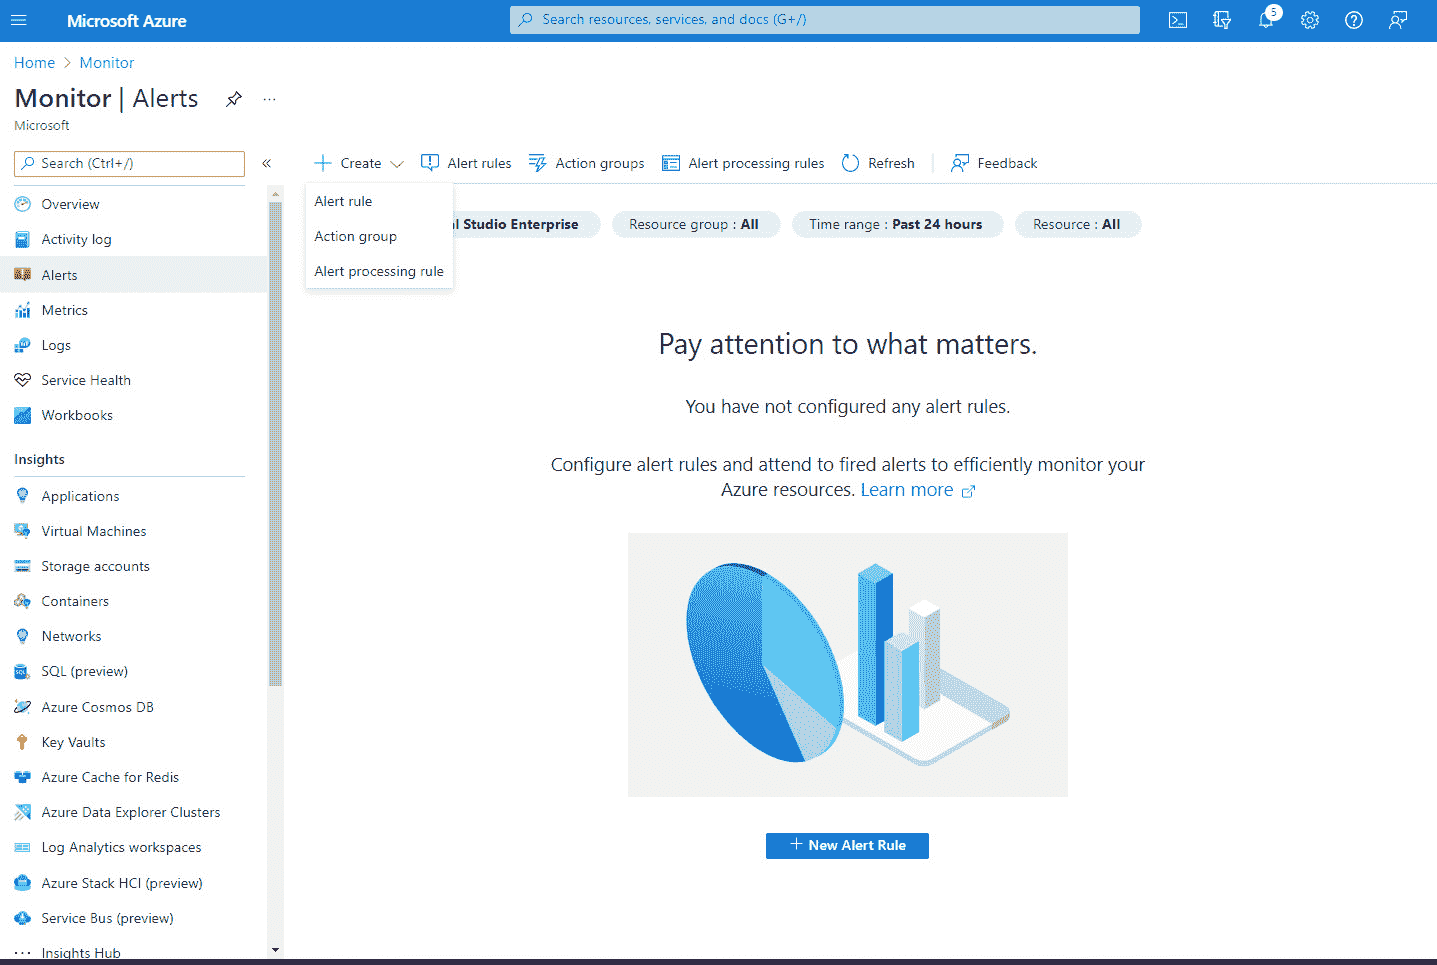 Microsoft Azure
Search resources, services, and docs (G+/)
5
Home > Monitor
Monitor | Alerts
...
Microsoft
Search (Ctrl+/)
«
Create
Alert rules
Action groups
Alert processing rules
Refresh
Feedback
Alert rule
Action group
Alert processing rule
Studio Enterprise
Resource group : All
Time range : Past 24 hours
Resource : All
Overview
Activity log
Alerts
Metrics
Logs
Service Health
Workbooks
Insights
Applications
Virtual Machines
Storage accounts
Containers
Networks
SQL (preview)
Azure Cosmos DB
Key Vaults
Azure Cache for Redis
Azure Data Explorer Clusters
Log Analytics workspaces
Azure Stack HCI (preview)
Service Bus (preview)
... Insights Hub
Pay attention to what matters.
You have not configured any alert rules.
Configure alert rules and attend to fired alerts to efficiently monitor your
Azure resources. Learn more
+ New Alert Rule